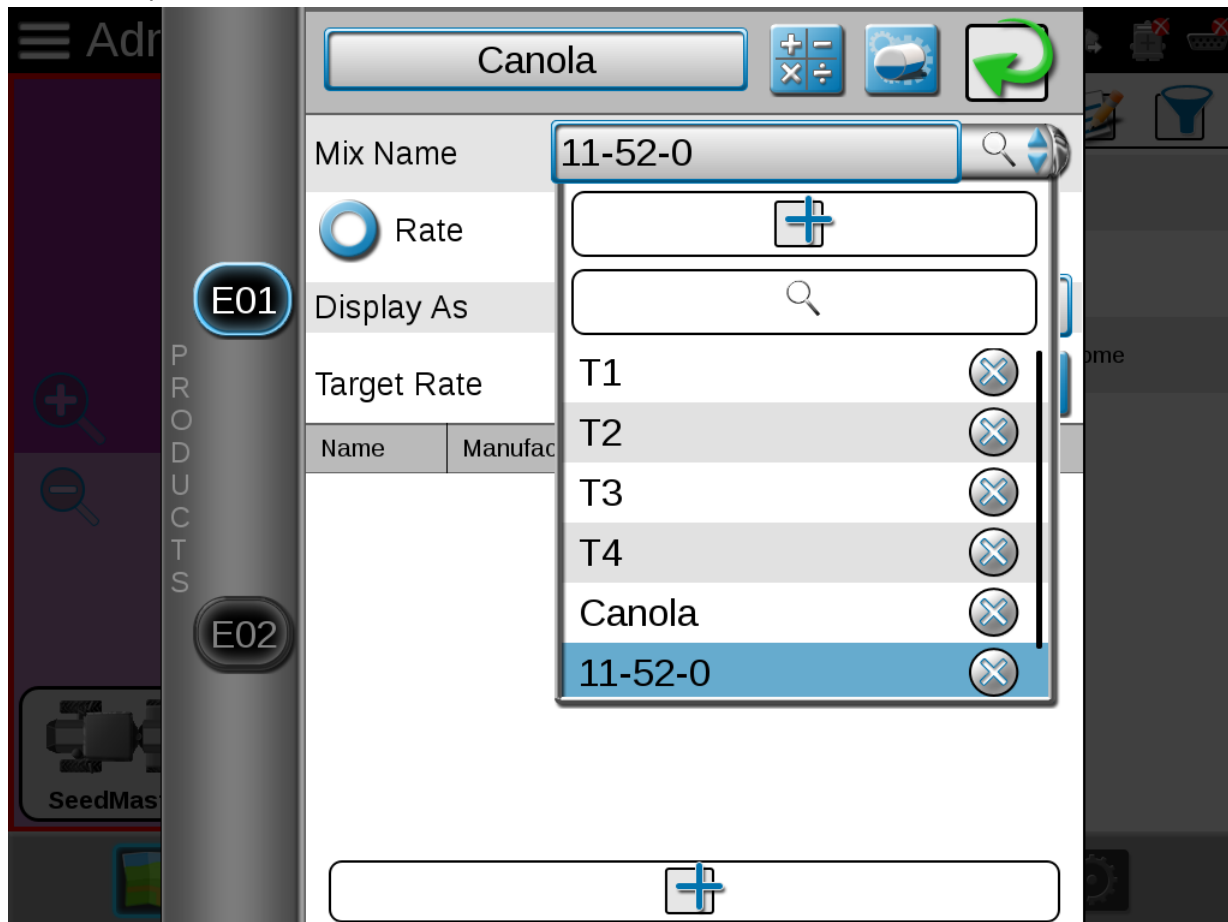 Adr
Canola
Mix Name
11-52-0
Rate
E01
Display As
PRODUCTS
Target Rate
T1
ome
Name
Manufac
T2
T3
T4
Canola
E02
11-52-0
SeedMas